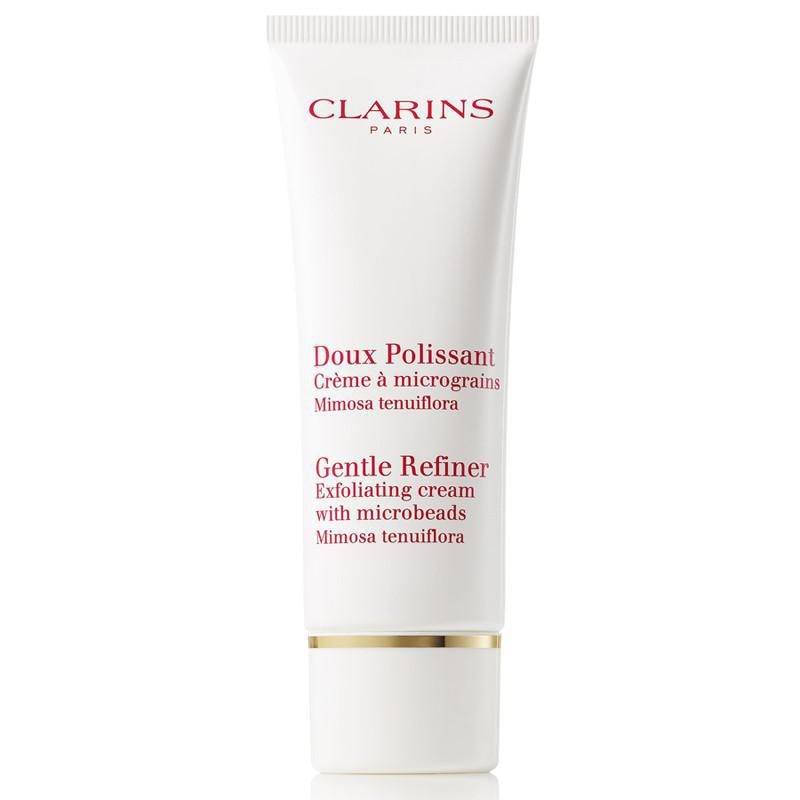 CLARINS
PARIS
Doux Polissant
Crème à micrograins
Mimosa tenuiflora
Gentle Refiner
Exfoliating cream
with microbeads
Mimosa tenuiflora